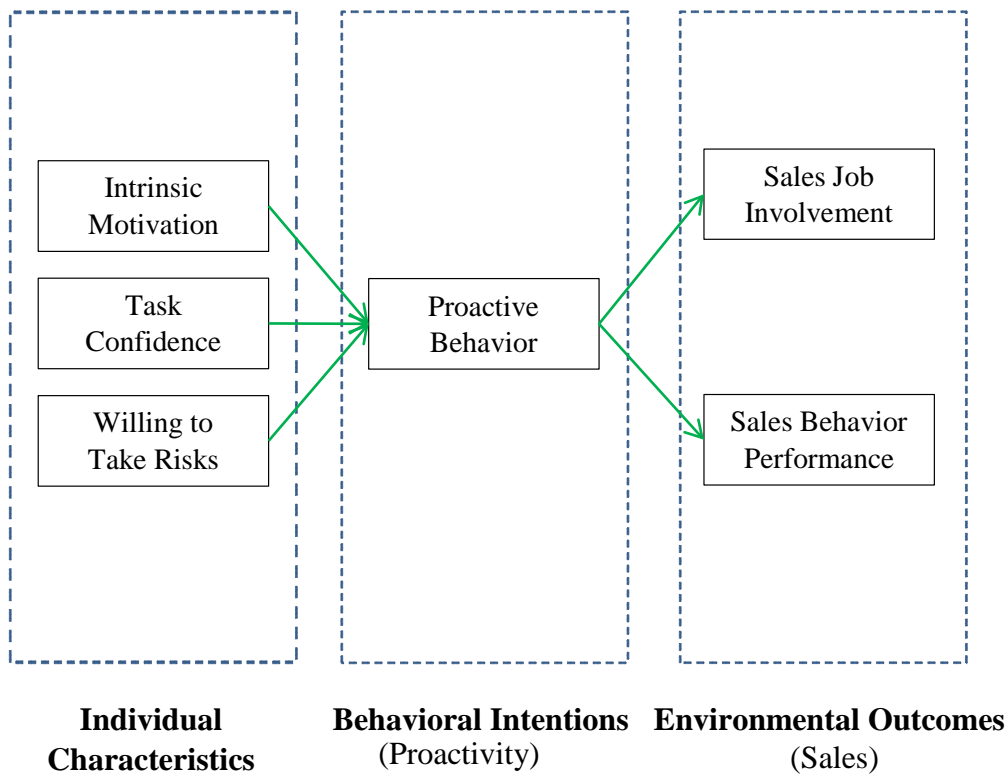 Intrinsic
Motivation
Task
Confidence
Willing to
Take Risks
Proactive
Behavior
Sales Job
Involvement
Sales Behavior
Performance
Individual
Characteristics
Behavioral Intentions
(Proactivity)
Environmental Outcomes
(Sales)